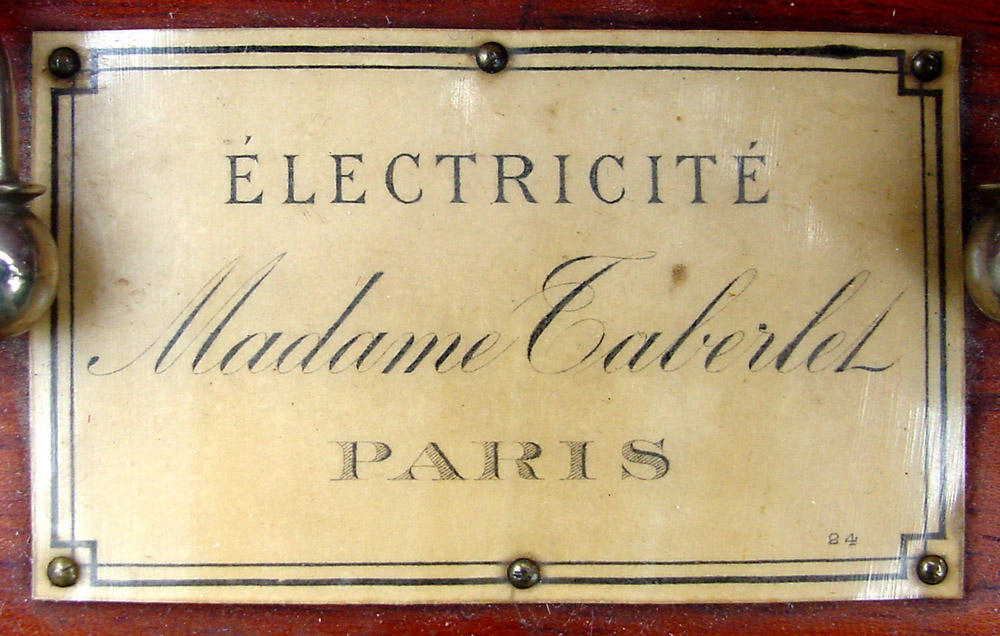 ÉLECTRICITÉ
Madame Taberlet
PARIS
24